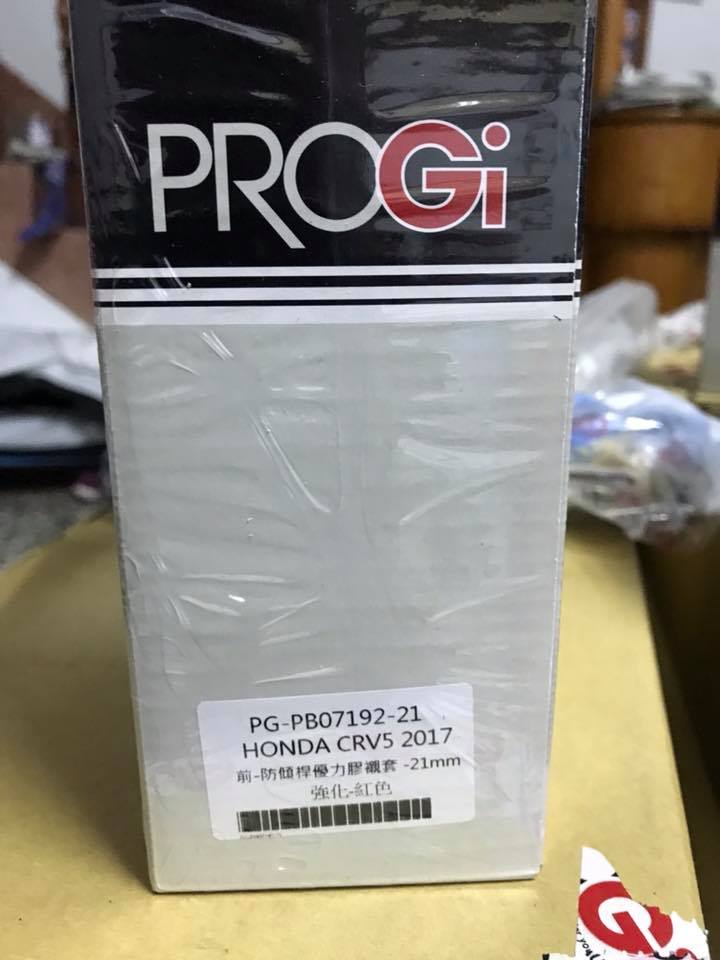 PROGi
PG-PB07192-21
HONDA CRV5 2017
前-防傾桿優力膠襯套 -21mm
強化-紅色